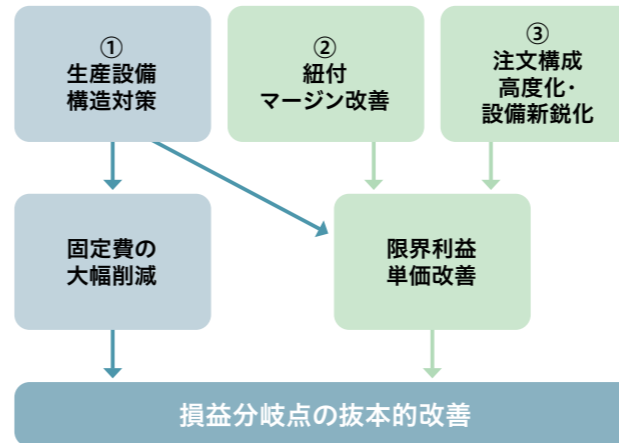 ①
生産設備
構造対策
②
紐付
マージン改善
③
注文構成
高度化・
設備新鋭化
固定費の
大幅削減
限界利益
単価改善
損益分岐点の抜本的改善